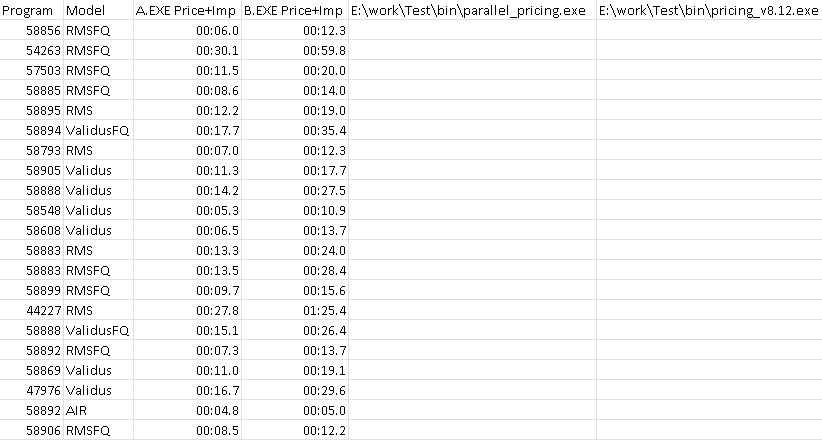 Program Model A.EXE Price+Imp B.EXE Price+Imp E:\work\Test\bin\parallel_pricing.exe E:\work\Test\bin\pricing_v8.12.exe
58856 RMSFQ 00:06.0 00:12.3
54263 RMSFQ 00:30.1 00:59.8
57503 RMSFQ 00:11.5 00:20.0
58885 RMSFQ 00:08.6 00:14.0
58895 RMS 00:12.2 00:19.0
58894 ValidusFQ 00:17.7 00:35.4
58793 RMS 00:07.0 00:12.3
58905 Validus 00:11.3 00:17.7
58888 Validus 00:14.2 00:27.5
58548 Validus 00:05.3 00:10.9
58608 Validus 00:06.5 00:13.7
58883 RMS 00:13.3 00:24.0
58883 RMSFQ 00:13.5 00:28.4
58899 RMSFQ 00:09.7 00:15.6
44227 RMS 00:27.8 01:25.4
58888 ValidusFQ 00:15.1 00:26.4
58892 RMSFQ 00:07.3 00:13.7
58869 Validus 00:11.0 00:19.1
47976 Validus 00:16.7 00:29.6
58892 AIR 00:04.8 00:05.0
58906 RMSFQ 00:08.5 00:12.2